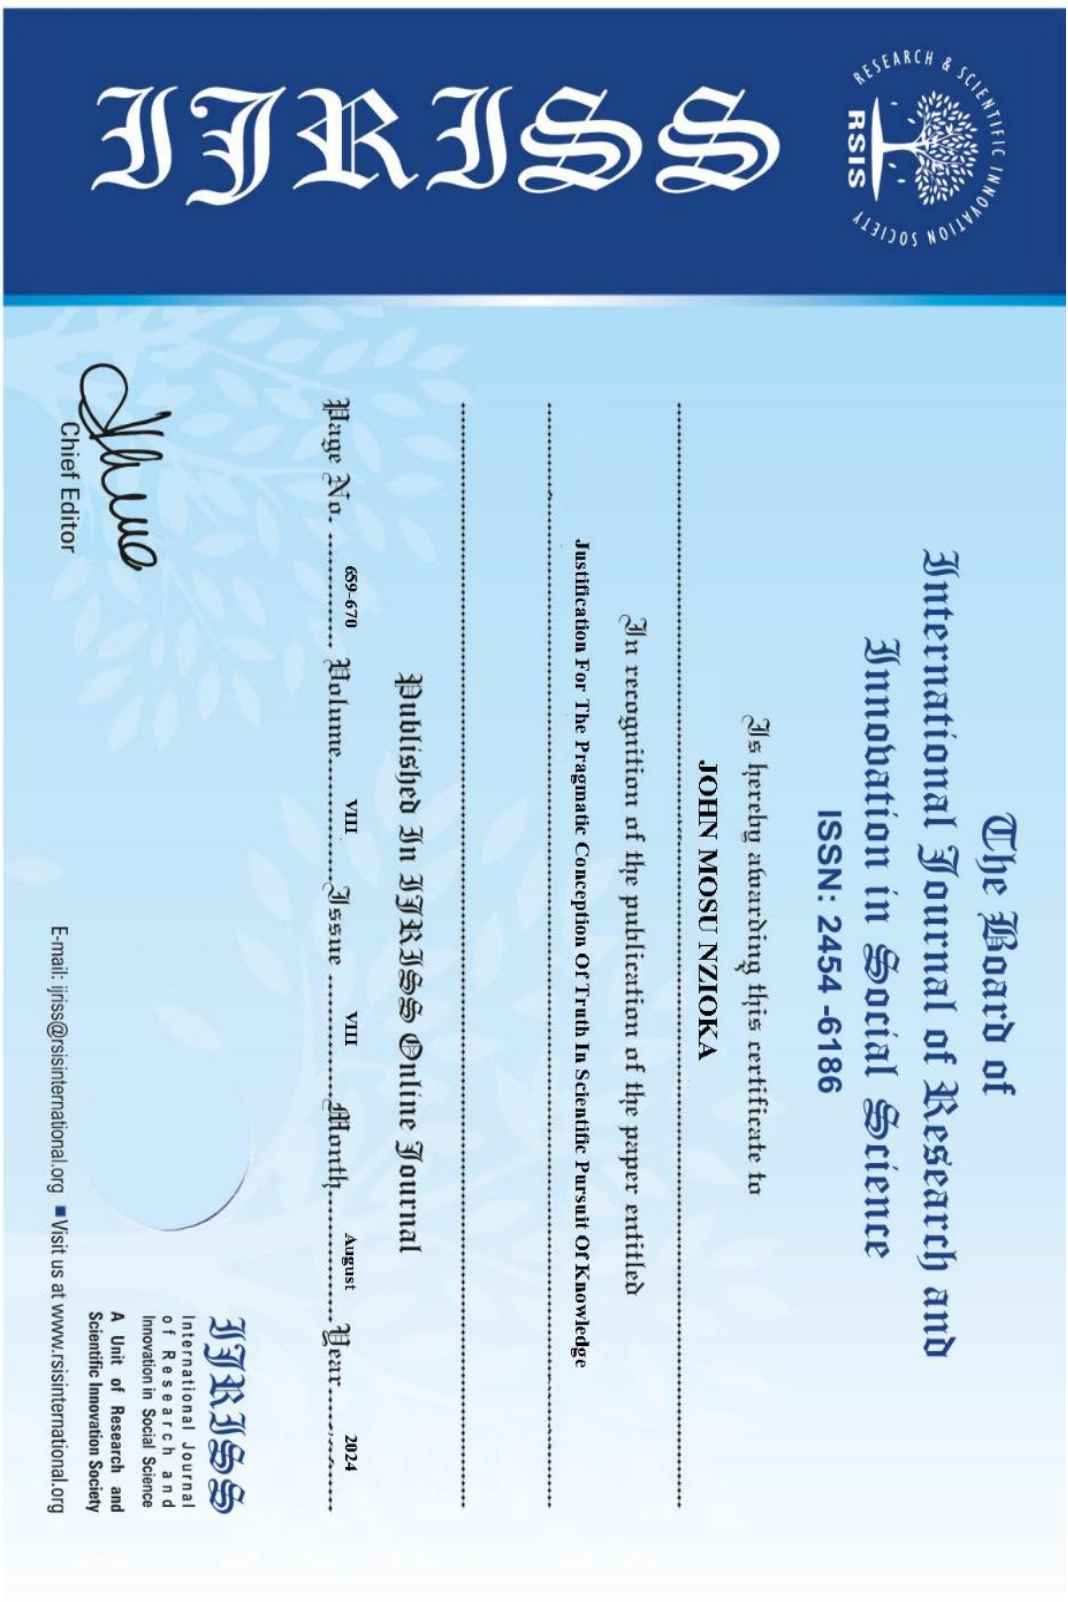 RESEARCH & SCIENTIFIC INNOVATION SOCIETY
RSIS
IJRISS
The Board of
International Journal of Research and
Innovation in Social Science
ISSN: 2454 -6186
Is hereby awarding this certificate to
JOHN MOSU NZIOKA
In recognition of the publication of the paper entitled
Justification For The Pragmatic Conception Of Truth In Scientific Pursuit Of Knowledge
Published In IJRISS Online Journal
Page No. 659-670 Volume VIII Issue VIII Month August Year 2024
Chief Editor
IJRISS
International Journal
of Research and
Innovation in Social Science
A Unit of Research and
Scientific Innovation Society
E-mail: ijriss@rsisinternational.org ■ Visit us at www.rsisinternational.org